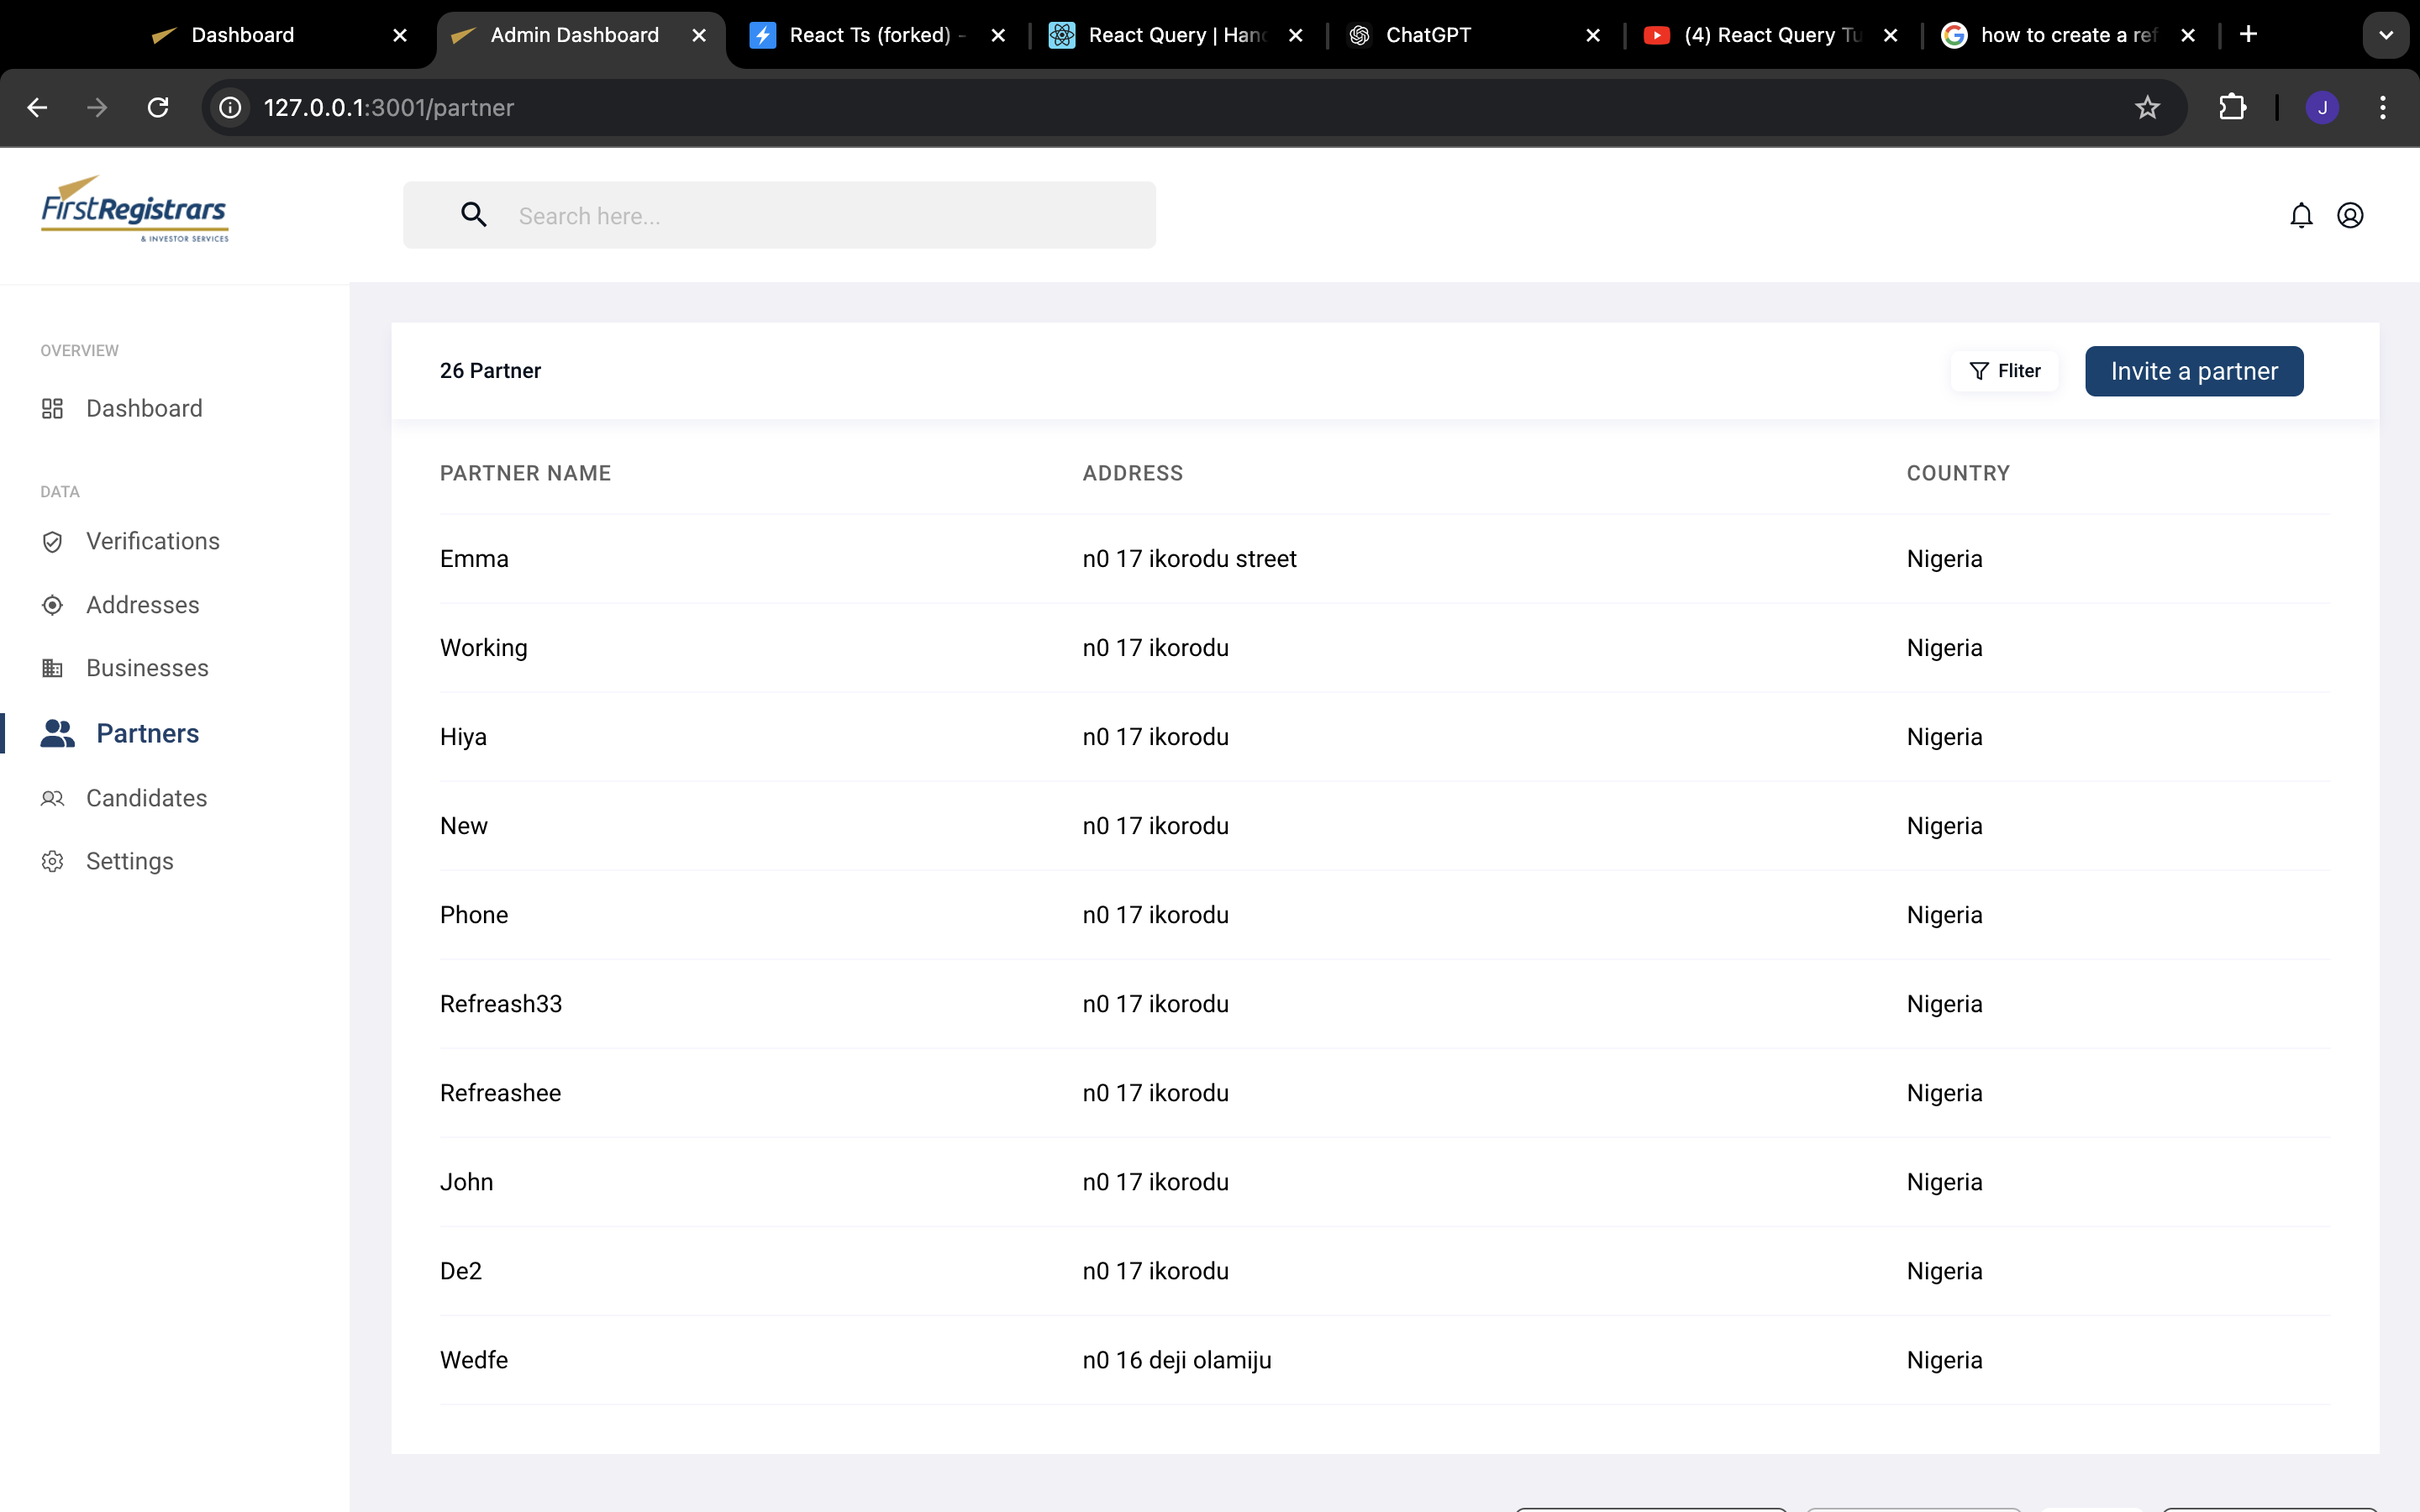 Dashboard
Admin Dashboard
React Ts (forked) -
React Query | Hand
ChatGPT
(4) React Query Tu
how to create a ref
127.0.0.1:3001/partner
J
FirstRegistrars
& INVESTOR SERVICES
Search here...
OVERVIEW
Dashboard
DATA
Verifications
Addresses
Businesses
Partners
Candidates
Settings
26 Partner
Fliter
Invite a partner
PARTNER NAME ADDRESS COUNTRY
Emma n0 17 ikorodu street Nigeria
Working n0 17 ikorodu Nigeria
Hiya n0 17 ikorodu Nigeria
New n0 17 ikorodu Nigeria
Phone n0 17 ikorodu Nigeria
Refreash33 n0 17 ikorodu Nigeria
Refreashee n0 17 ikorodu Nigeria
John n0 17 ikorodu Nigeria
De2 n0 17 ikorodu Nigeria
Wedfe n0 16 deji olamiju Nigeria